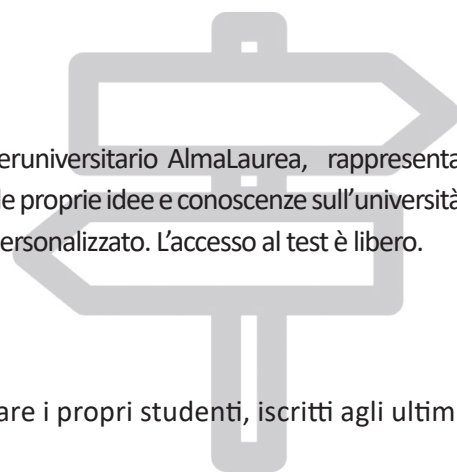 eruniversitario AlmaLaurea, rappresenta
le proprie idee e conoscenze sull’università
ersonalizzato. L’accesso al test è libero.
are i propri studenti, iscritti agli ultim